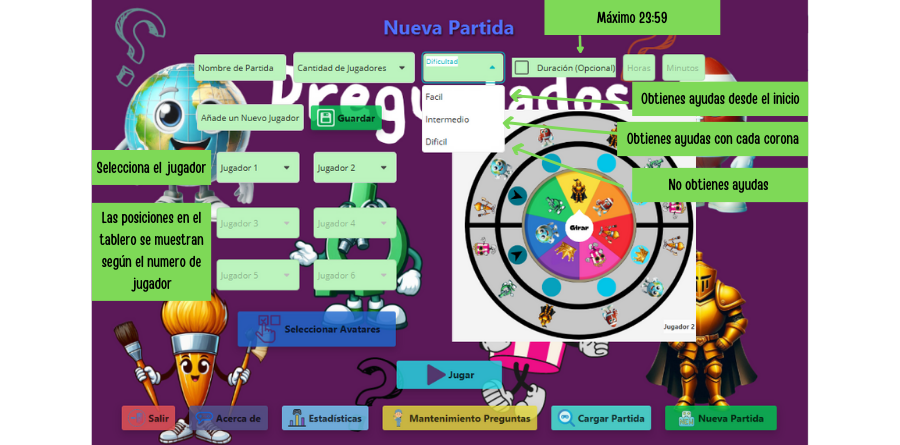 Máximo 23:59
Nueva Partida
Nombre de Partida
Cantidad de Jugadores
Dificultad
Duración (Opcional)
Horas
Minutos
Preguntados
Facil
Intermedio
Dificil
Obtienes ayudas desde el inicio
Obtienes ayudas con cada corona
No obtienes ayudas
Añade un Nuevo Jugador
Guardar
Selecciona el jugador
Jugador 1
Jugador 2
Las posiciones en el
tablero se muestran
según el numero de
jugador
Jugador 3
Jugador 4
Jugador 5
Jugador 6
Girar
Jugador 2
Seleccionar Avatares
Jugar
Salir
Acerca de
Estadísticas
Mantenimiento Preguntas
Cargar Partida
Nueva Partida